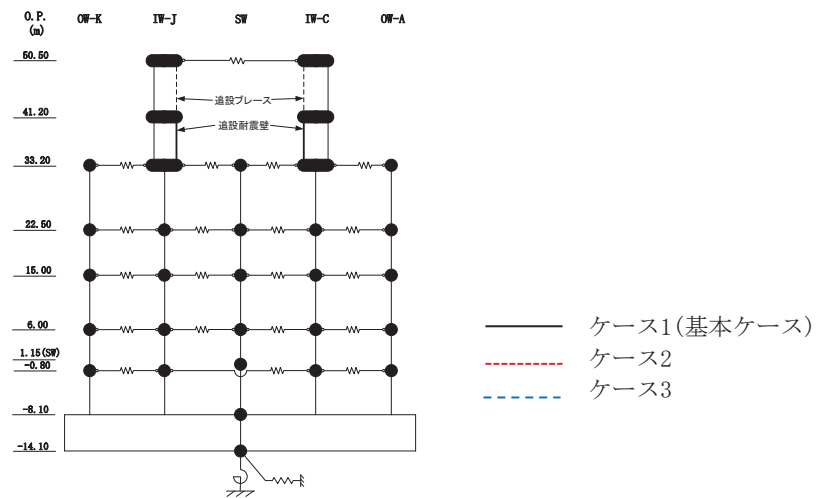 O.P. OW-K IW-J SW IW-C OW-A
(m)
50.50
追設ブレース
41.20
追設耐震壁
33.20
22.50
15.00
6.00
1.15(SW)
-0.80
-8.10
-14.10
ケース1(基本ケース)
ケース2
ケース3